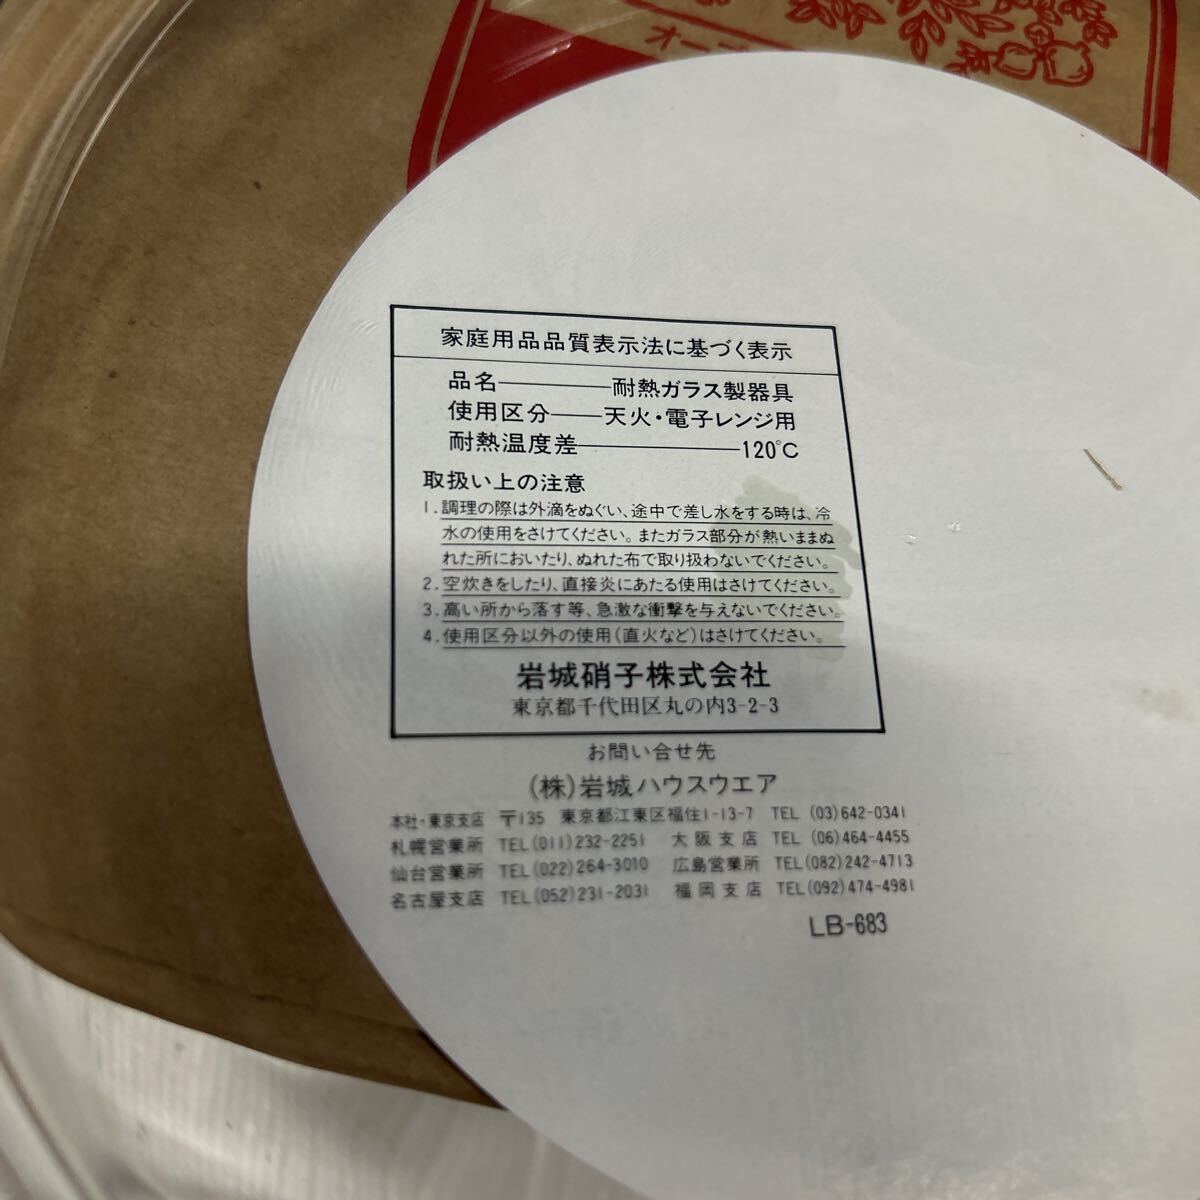 オーブ
家庭用品品質表示法に基づく表示
品名――――耐熱ガラス製器具
使用区分――天火・電子レンジ用
耐熱温度差――――――120℃
取扱い上の注意
1. 調理の際は外滴をぬぐい、途中で差し水をする時は、冷
水の使用をさけてください。またガラス部分が熱いままぬ
れた所においたり、ぬれた布で取り扱わないでください。
2. 空炊きをしたり、直接炎にあたる使用はさけてください。
3. 高い所から落す等、急激な衝撃を与えないでください。
4. 使用区分以外の使用(直火など)はさけてください。
岩城硝子株式会社
東京都千代田区丸の内3-2-3
お問い合せ先
(株)岩城ハウスウエア
本社・東京支店 〒135 東京都江東区福住1-13-7 TEL (03)642-0341
札幌営業所 TEL(011)232-2251 大阪支店 TEL (06)464-4455
仙台営業所 TEL(022)264-3010 広島営業所 TEL(082)242-4713
名古屋支店 TEL(052)231-2031 福岡支店 TEL(092)474-4981
LB-683